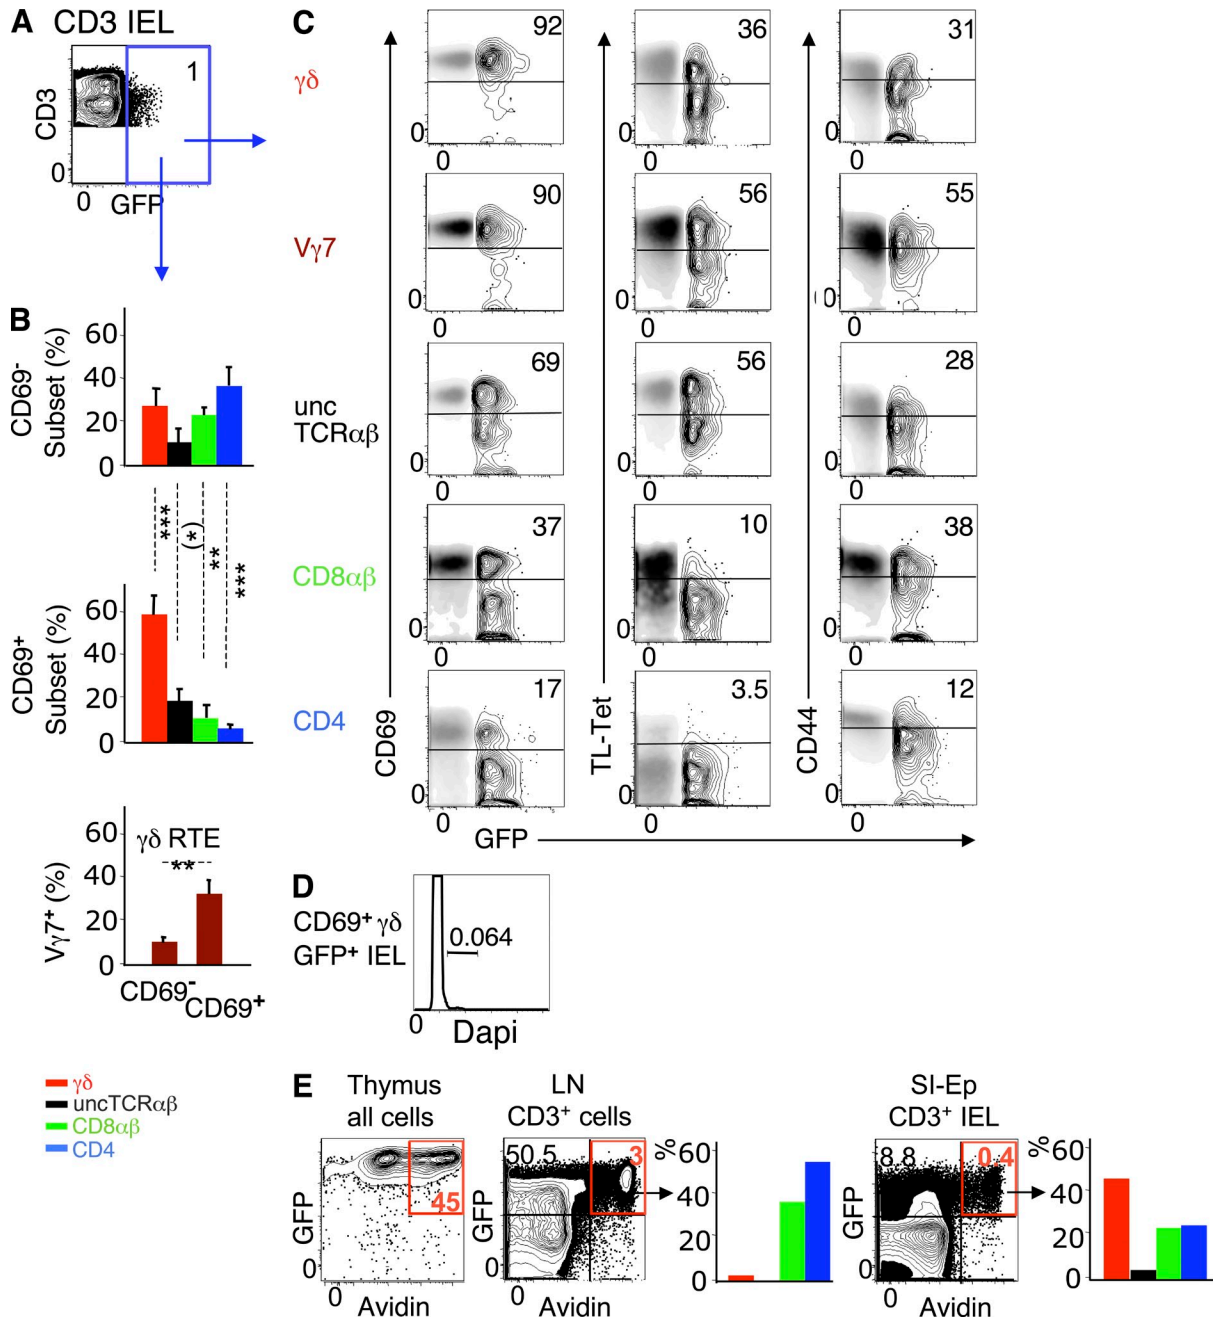 A CD3 IEL
CD3
1
0
0
GFP
B
CD69⁻
Subset (%)
60
40
20
0
***
(*)
**
***
CD69⁺
Subset (%)
60
40
20
0
Vγ7⁺ (%)
60
40
20
0
γδ RTE
**
CD69⁻
CD69⁺
γδ
uncTCRαβ
CD8αβ
CD4
C
γδ
92
36
31
0
0
0
0
0
0
Vγ7
90
56
55
0
0
0
0
0
0
unc
TCRαβ
69
56
28
0
0
0
0
0
0
CD8αβ
37
10
38
0
0
0
0
0
0
CD4
17
3.5
12
0
0
0
0
0
0
CD69
TL-Tet
CD44
GFP
D
CD69⁺ γδ
GFP⁺ IEL
0.064
0
Dapi
E
Thymus
all cells
GFP
45
0
0
Avidin
LN
CD3⁺ cells
50.5
3
GFP
0
0
Avidin
%
60
40
20
0
SI-Ep
CD3⁺ IEL
8.8
0.4
GFP
0
0
Avidin
%
60
40
20
0